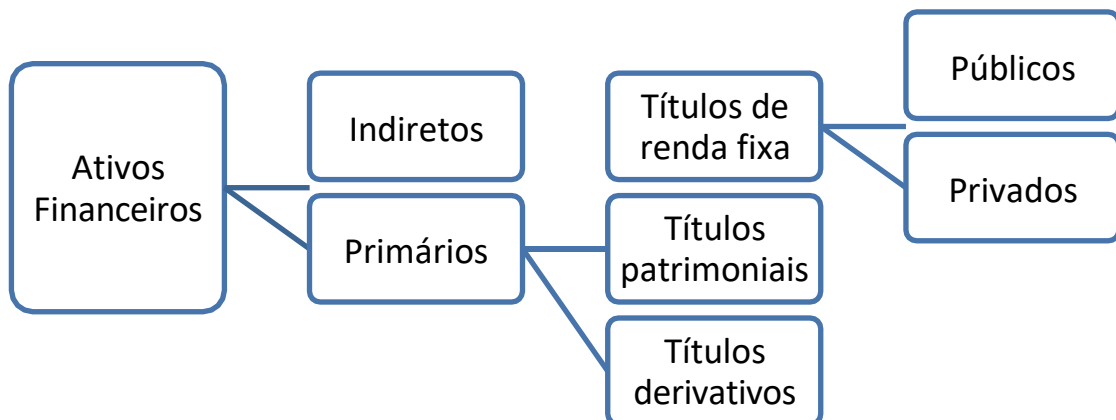 Ativos
Financeiros
Indiretos
Primários
Títulos de
renda fixa
Títulos
patrimoniais
Títulos
derivativos
Públicos
Privados